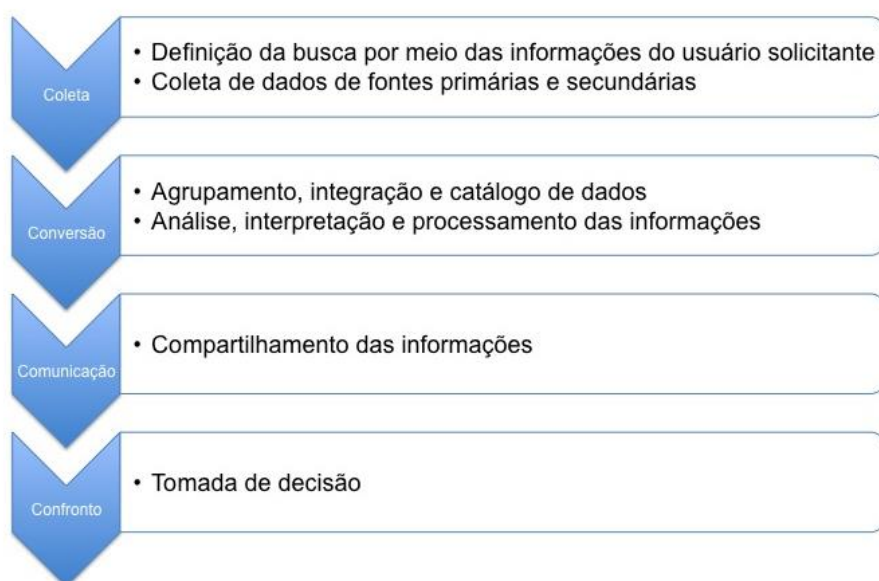 Coleta
• Definição da busca por meio das informações do usuário solicitante
• Coleta de dados de fontes primárias e secundárias
Conversão
• Agrupamento, integração e catálogo de dados
• Análise, interpretação e processamento das informações
Comunicação
• Compartilhamento das informações
Confronto
• Tomada de decisão